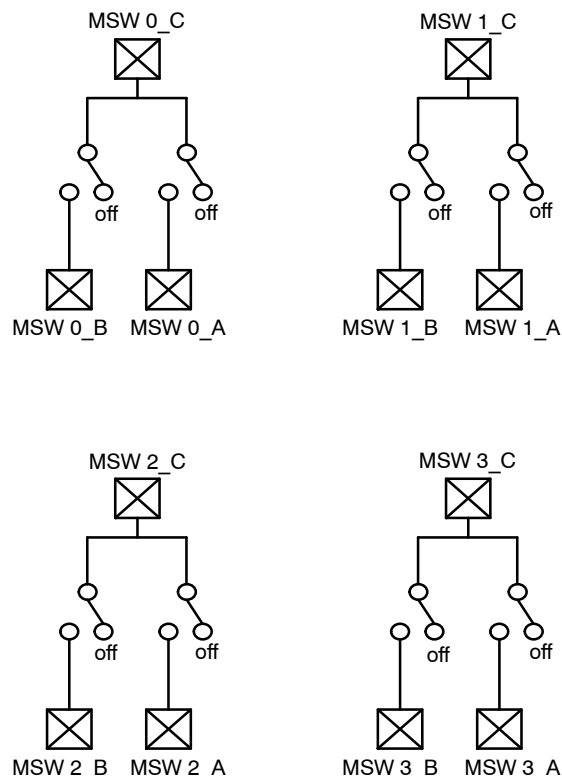 MSW 0_C MSW 1_C
off off off off
MSW 0_B MSW 0_A MSW 1_B MSW 1_A
MSW 2_C MSW 3_C
off off off off
MSW 2_B MSW 2_A MSW 3_B MSW 3_A